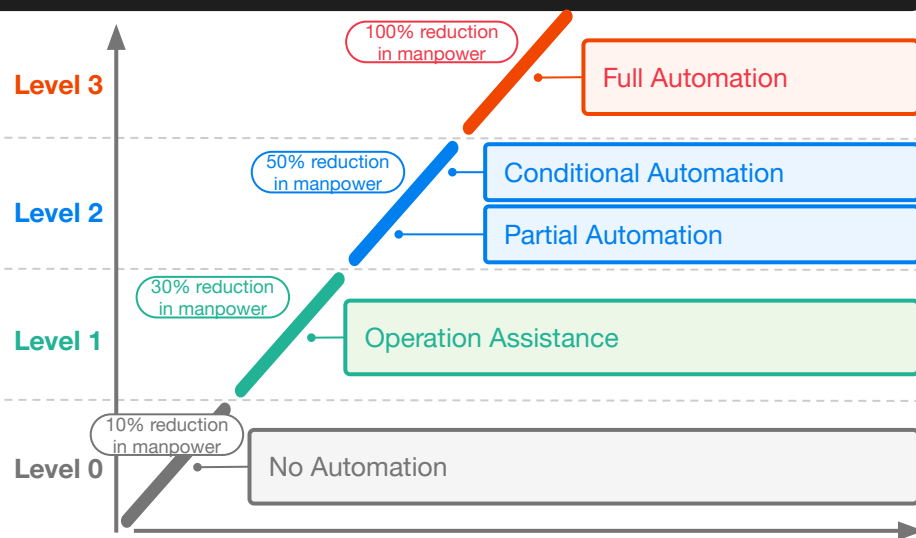 100% reduction
in manpower
Level 3
Full Automation
50% reduction
in manpower
Conditional Automation
Level 2
Partial Automation
30% reduction
in manpower
Level 1
Operation Assistance
10% reduction
in manpower
Level 0
No Automation